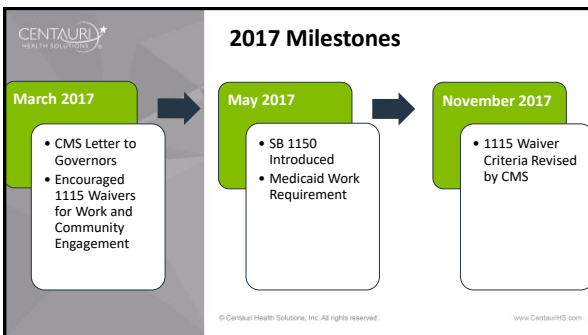 CENTAURI
HEALTH SOLUTIONS
2017 Milestones
March 2017
• CMS Letter to
Governors
• Encouraged
1115 Waivers
for Work and
Community
Engagement
May 2017
• SB 1150
Introduced
• Medicaid Work
Requirement
November 2017
• 1115 Waiver
Criteria Revised
by CMS
© Centauri Health Solutions, Inc. All rights reserved.
www.CentauriHS.com